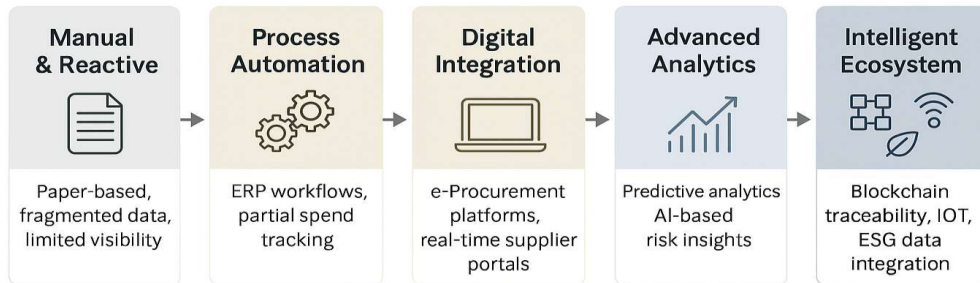 Manual
& Reactive
Paper-based,
fragmented data,
limited visibility
Process
Automation
ERP workflows,
partial spend
tracking
Digital
Integration
e-Procurement
platforms,
real-time supplier
portals
Advanced
Analytics
Predictive analytics
AI-based
risk insights
Intelligent
Ecosystem
Blockchain
traceability, IOT,
ESG data
integration